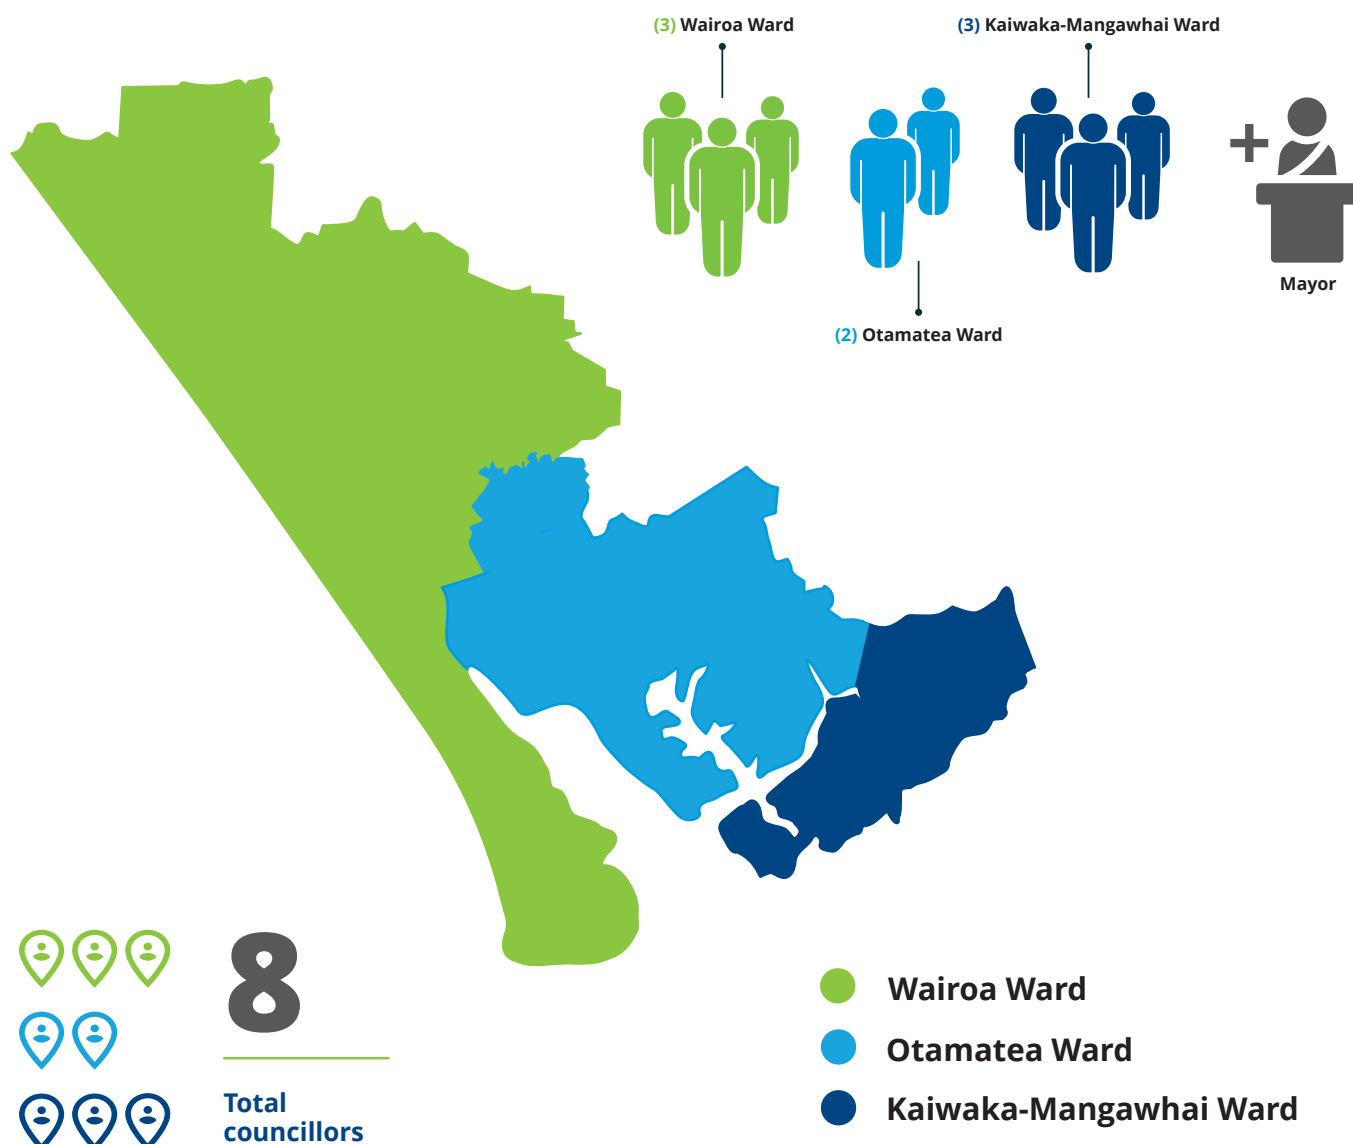 (3) Wairoa Ward
(3) Kaiwaka-Mangawhai Ward
+
Mayor
(2) Otamatea Ward
8
Total
councillors
Wairoa Ward
Otamatea Ward
Kaiwaka-Mangawhai Ward